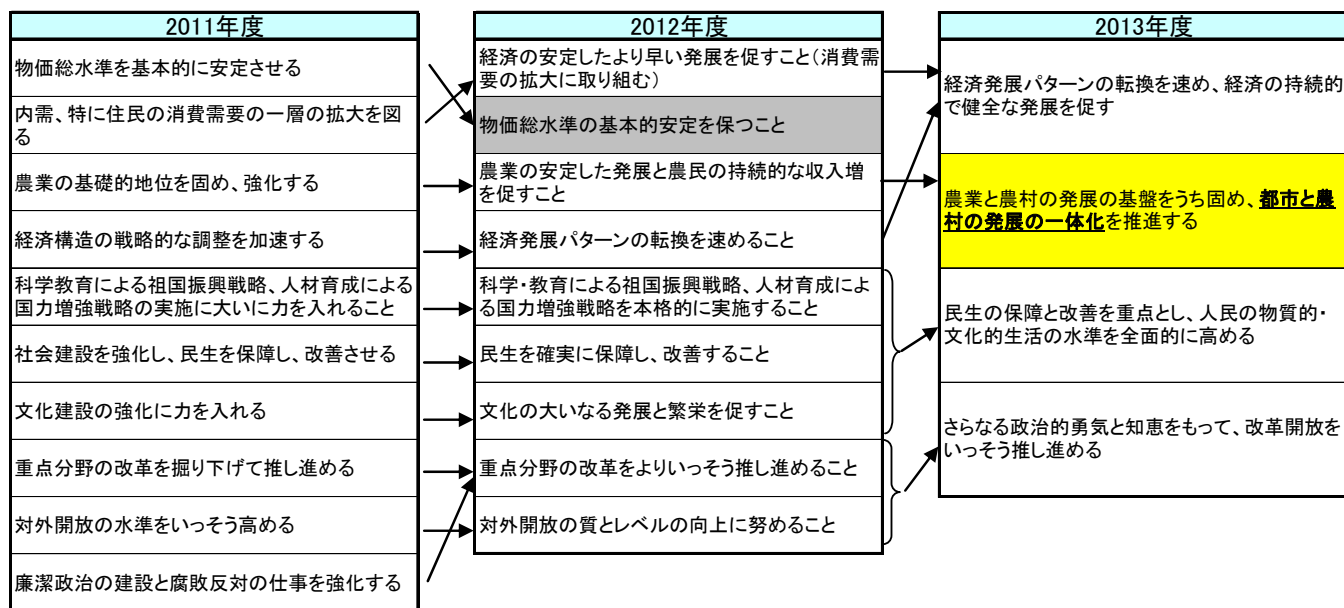 2011年度
物価総水準を基本的に安定させる
内需、特に住民の消費需要の一層の拡大を図
る
農業の基礎的地位を固め、強化する
経済構造の戦略的な調整を加速する
科学教育による祖国振興戦略、人材育成による
国力増強戦略の実施に大いに力を入れること
社会建設を強化し、民生を保障し、改善させる
文化建設の強化に力を入れる
重点分野の改革を掘り下げて推し進める
対外開放の水準をいっそう高める
廉潔政治の建設と腐敗反対の仕事を強化する
2012年度
経済の安定したより早い発展を促すこと(消費需
要の拡大に取り組む)
物価総水準の基本的安定を保つこと
農業の安定した発展と農民の持続的な収入増
を促すこと
経済発展パターンの転換を速めること
科学・教育による祖国振興戦略、人材育成によ
る国力増強戦略を本格的に実施すること
民生を確実に保障し、改善すること
文化の大いなる発展と繁栄を促すこと
重点分野の改革をよりいっそう推し進めること
対外開放の質とレベルの向上に努めること
2013年度
経済発展パターンの転換を速め、経済の持続的
で健全な発展を促す
農業と農村の発展の基盤をうち固め、都市と農
村の発展の一体化を推進する
民生の保障と改善を重点とし、人民の物質的・
文化的生活の水準を全面的に高める
さらなる政治的勇気と知恵をもって、改革開放を
いっそう推し進める